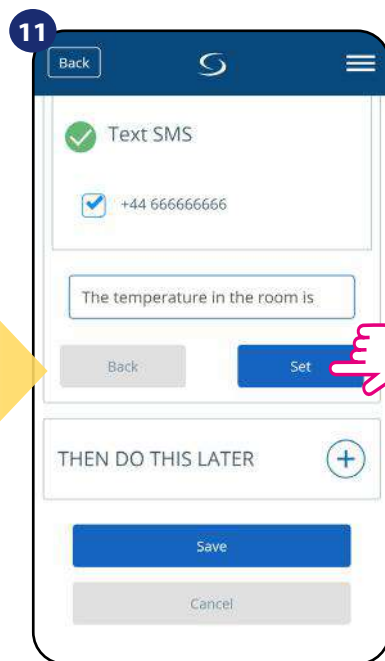 11
Back
Text SMS
+44 666666666
The temperature in the room is
Back Set
THEN DO THIS LATER
Save
Cancel